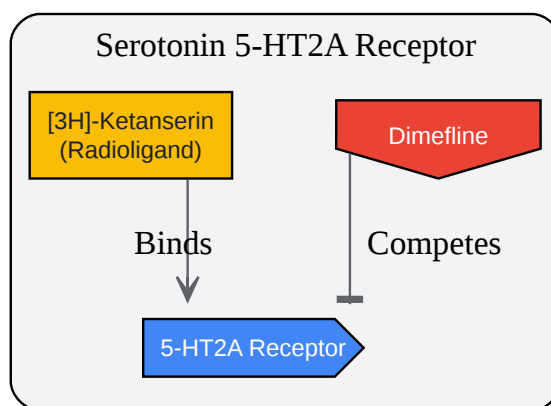 Serotonin 5-HT2A Receptor
[3H]-Ketanserin
(Radioligand)
Dimefline
Binds
Competes
5-HT2A Receptor